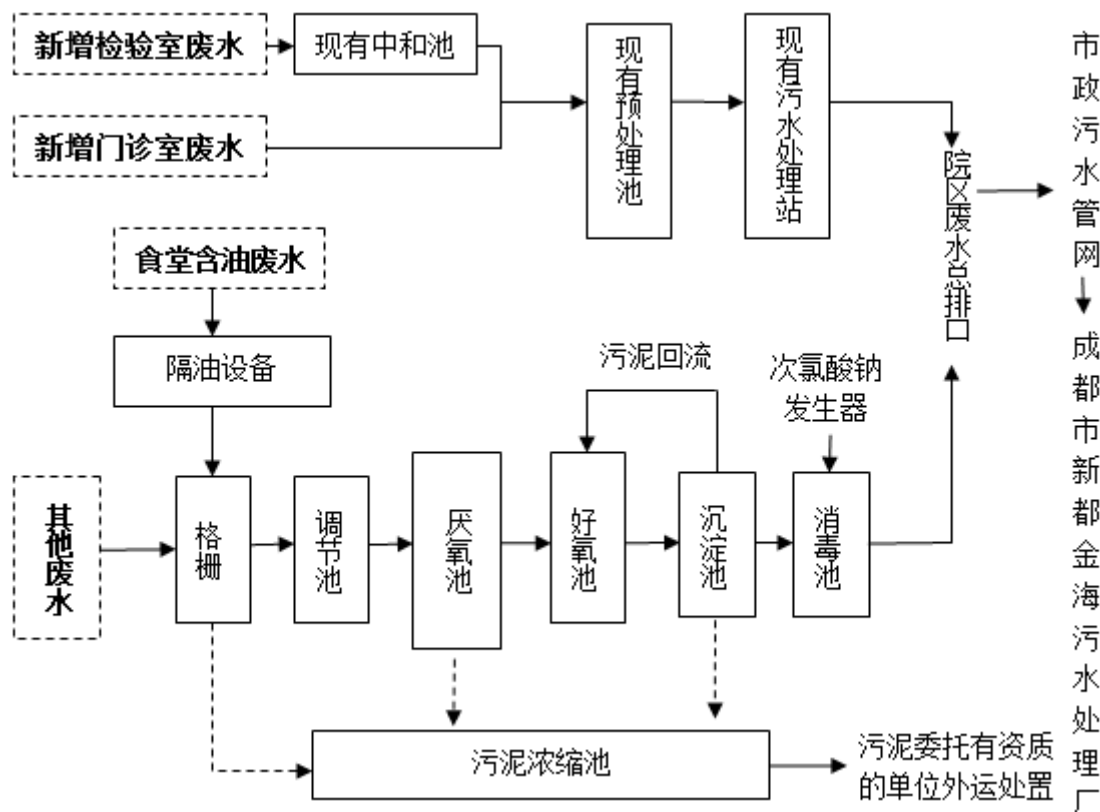 新增检验室废水
现有中和池
新增门诊室废水
现有预处理池
现有污水处理站
院区废水总排口
市政污水管网
成都市新都金海污水处理厂
食堂含油废水
隔油设备
污泥回流
次氯酸钠
发生器
其他废水
格栅
调节池
厌氧池
好氧池
沉淀池
消毒池
污泥浓缩池
污泥委托有资质
的单位外运处置